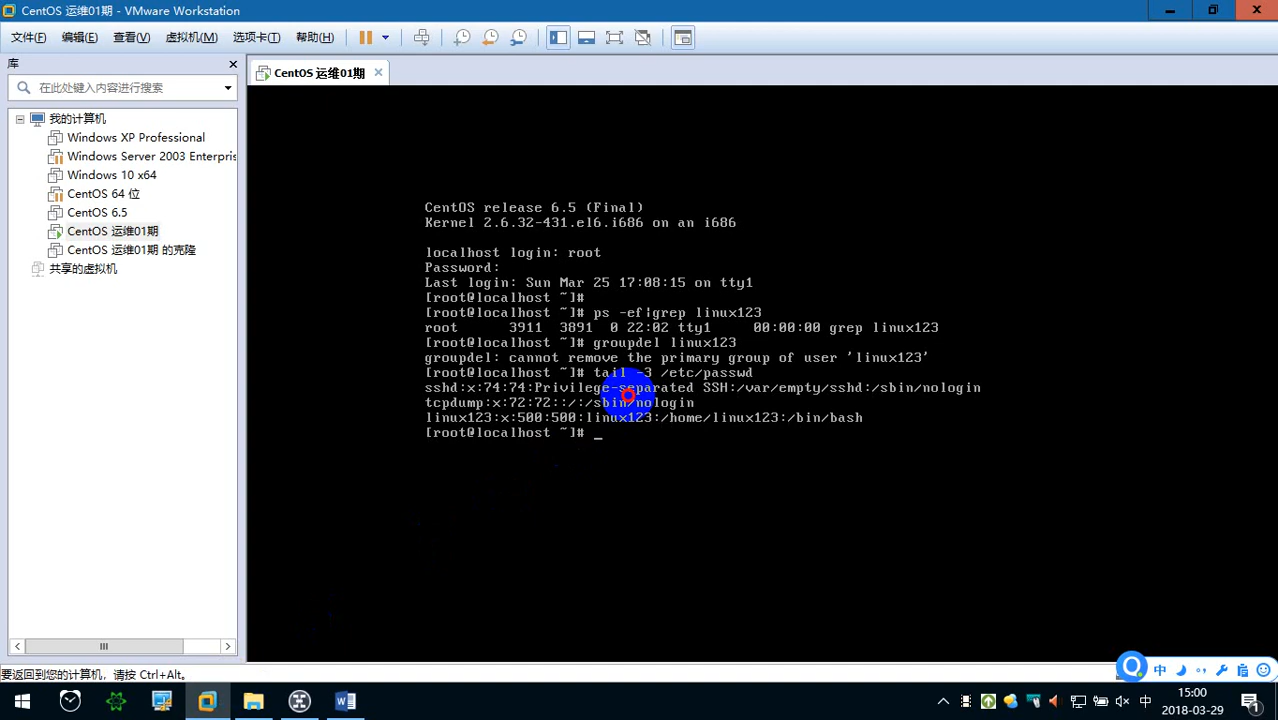 CentOS 运维01期 - VMware Workstation
文件(F) 编辑(E) 查看(V) 虚拟机(M) 选项卡(T) 帮助(H)
库
在此处键入内容进行搜索
我的计算机
Windows XP Professional
Windows Server 2003 Enterpris
Windows 10 x64
CentOS 64 位
CentOS 6.5
CentOS 运维01期
CentOS 运维01期 的克隆
共享的虚拟机
CentOS 运维01期
CentOS release 6.5 (Final)
Kernel 2.6.32-431.el6.i686 on an i686
localhost login: root
Password:
Last login: Sun Mar 25 17:08:15 on tty1
[root@localhost ~]#
[root@localhost ~]# ps -ef|grep linux123
root 3911 3891 0 22:02 tty1 00:00:00 grep linux123
[root@localhost ~]# groupdel linux123
groupdel: cannot remove the primary group of user 'linux123'
[root@localhost ~]# tail -3 /etc/passwd
sshd:x:74:74:Privilege-separated SSH:/var/empty/sshd:/sbin/nologin
tcpdump:x:72:72::/:/sbin/nologin
linux123:x:500:500:linux123:/home/linux123:/bin/bash
[root@localhost ~]# _
要返回到您的计算机，请按 Ctrl+Alt。
中
中
15:00
2018-03-29
1